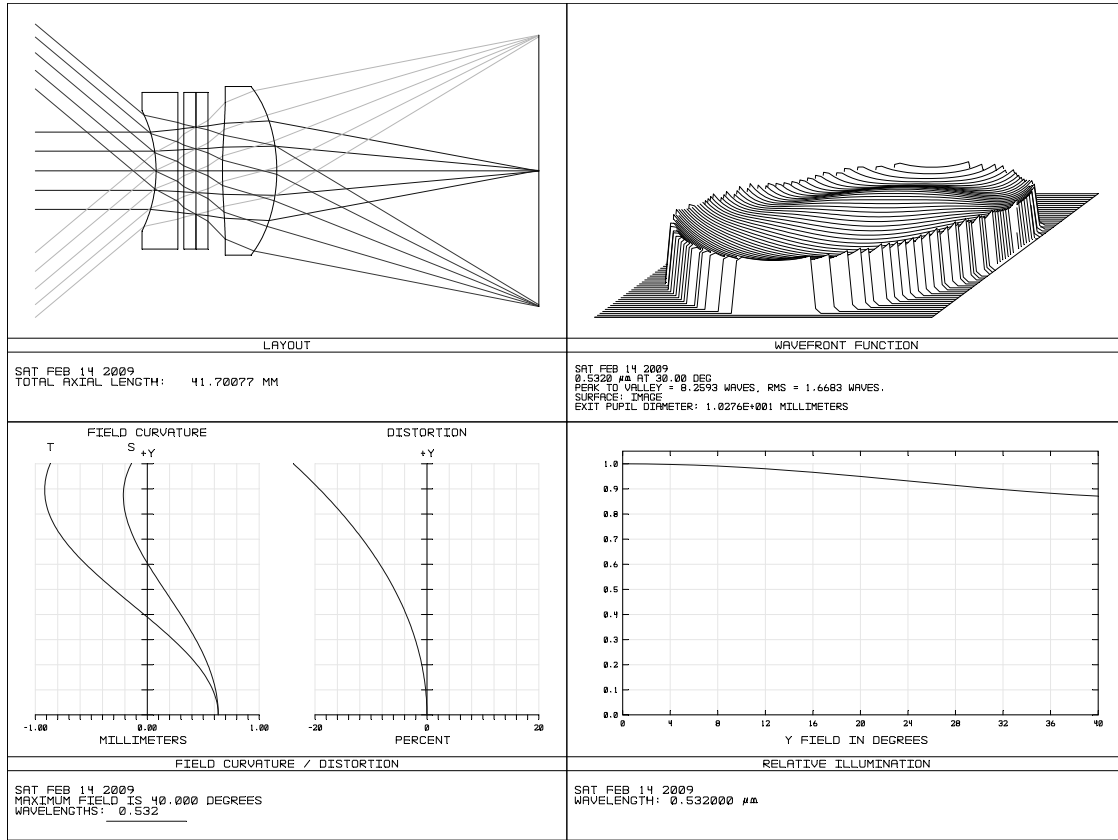 LAYOUT
SAT FEB 14 2009
TOTAL AXIAL LENGTH: 41.70077 MM
WAVEFRONT FUNCTION
SAT FEB 14 2009
0.5320 µm AT 30.00 DEG
PEAK TO VALLEY = 8.2593 WAVES, RMS = 1.6683 WAVES.
SURFACE: IMAGE
EXIT PUPIL DIAMETER: 1.0276E+001 MILLIMETERS
FIELD CURVATURE
T S +Y
-1.00 0.00 1.00
MILLIMETERS
DISTORTION
+Y
-20 0 20
PERCENT
FIELD CURVATURE / DISTORTION
SAT FEB 14 2009
MAXIMUM FIELD IS 40.000 DEGREES
WAVELENGTHS: 0.532
1.0
0.9
0.8
0.7
0.6
0.5
0.4
0.3
0.2
0.1
0.0
0 4 8 12 16 20 24 28 32 36 40
Y FIELD IN DEGREES
RELATIVE ILLUMINATION
SAT FEB 14 2009
WAVELENGTH: 0.532000 µm